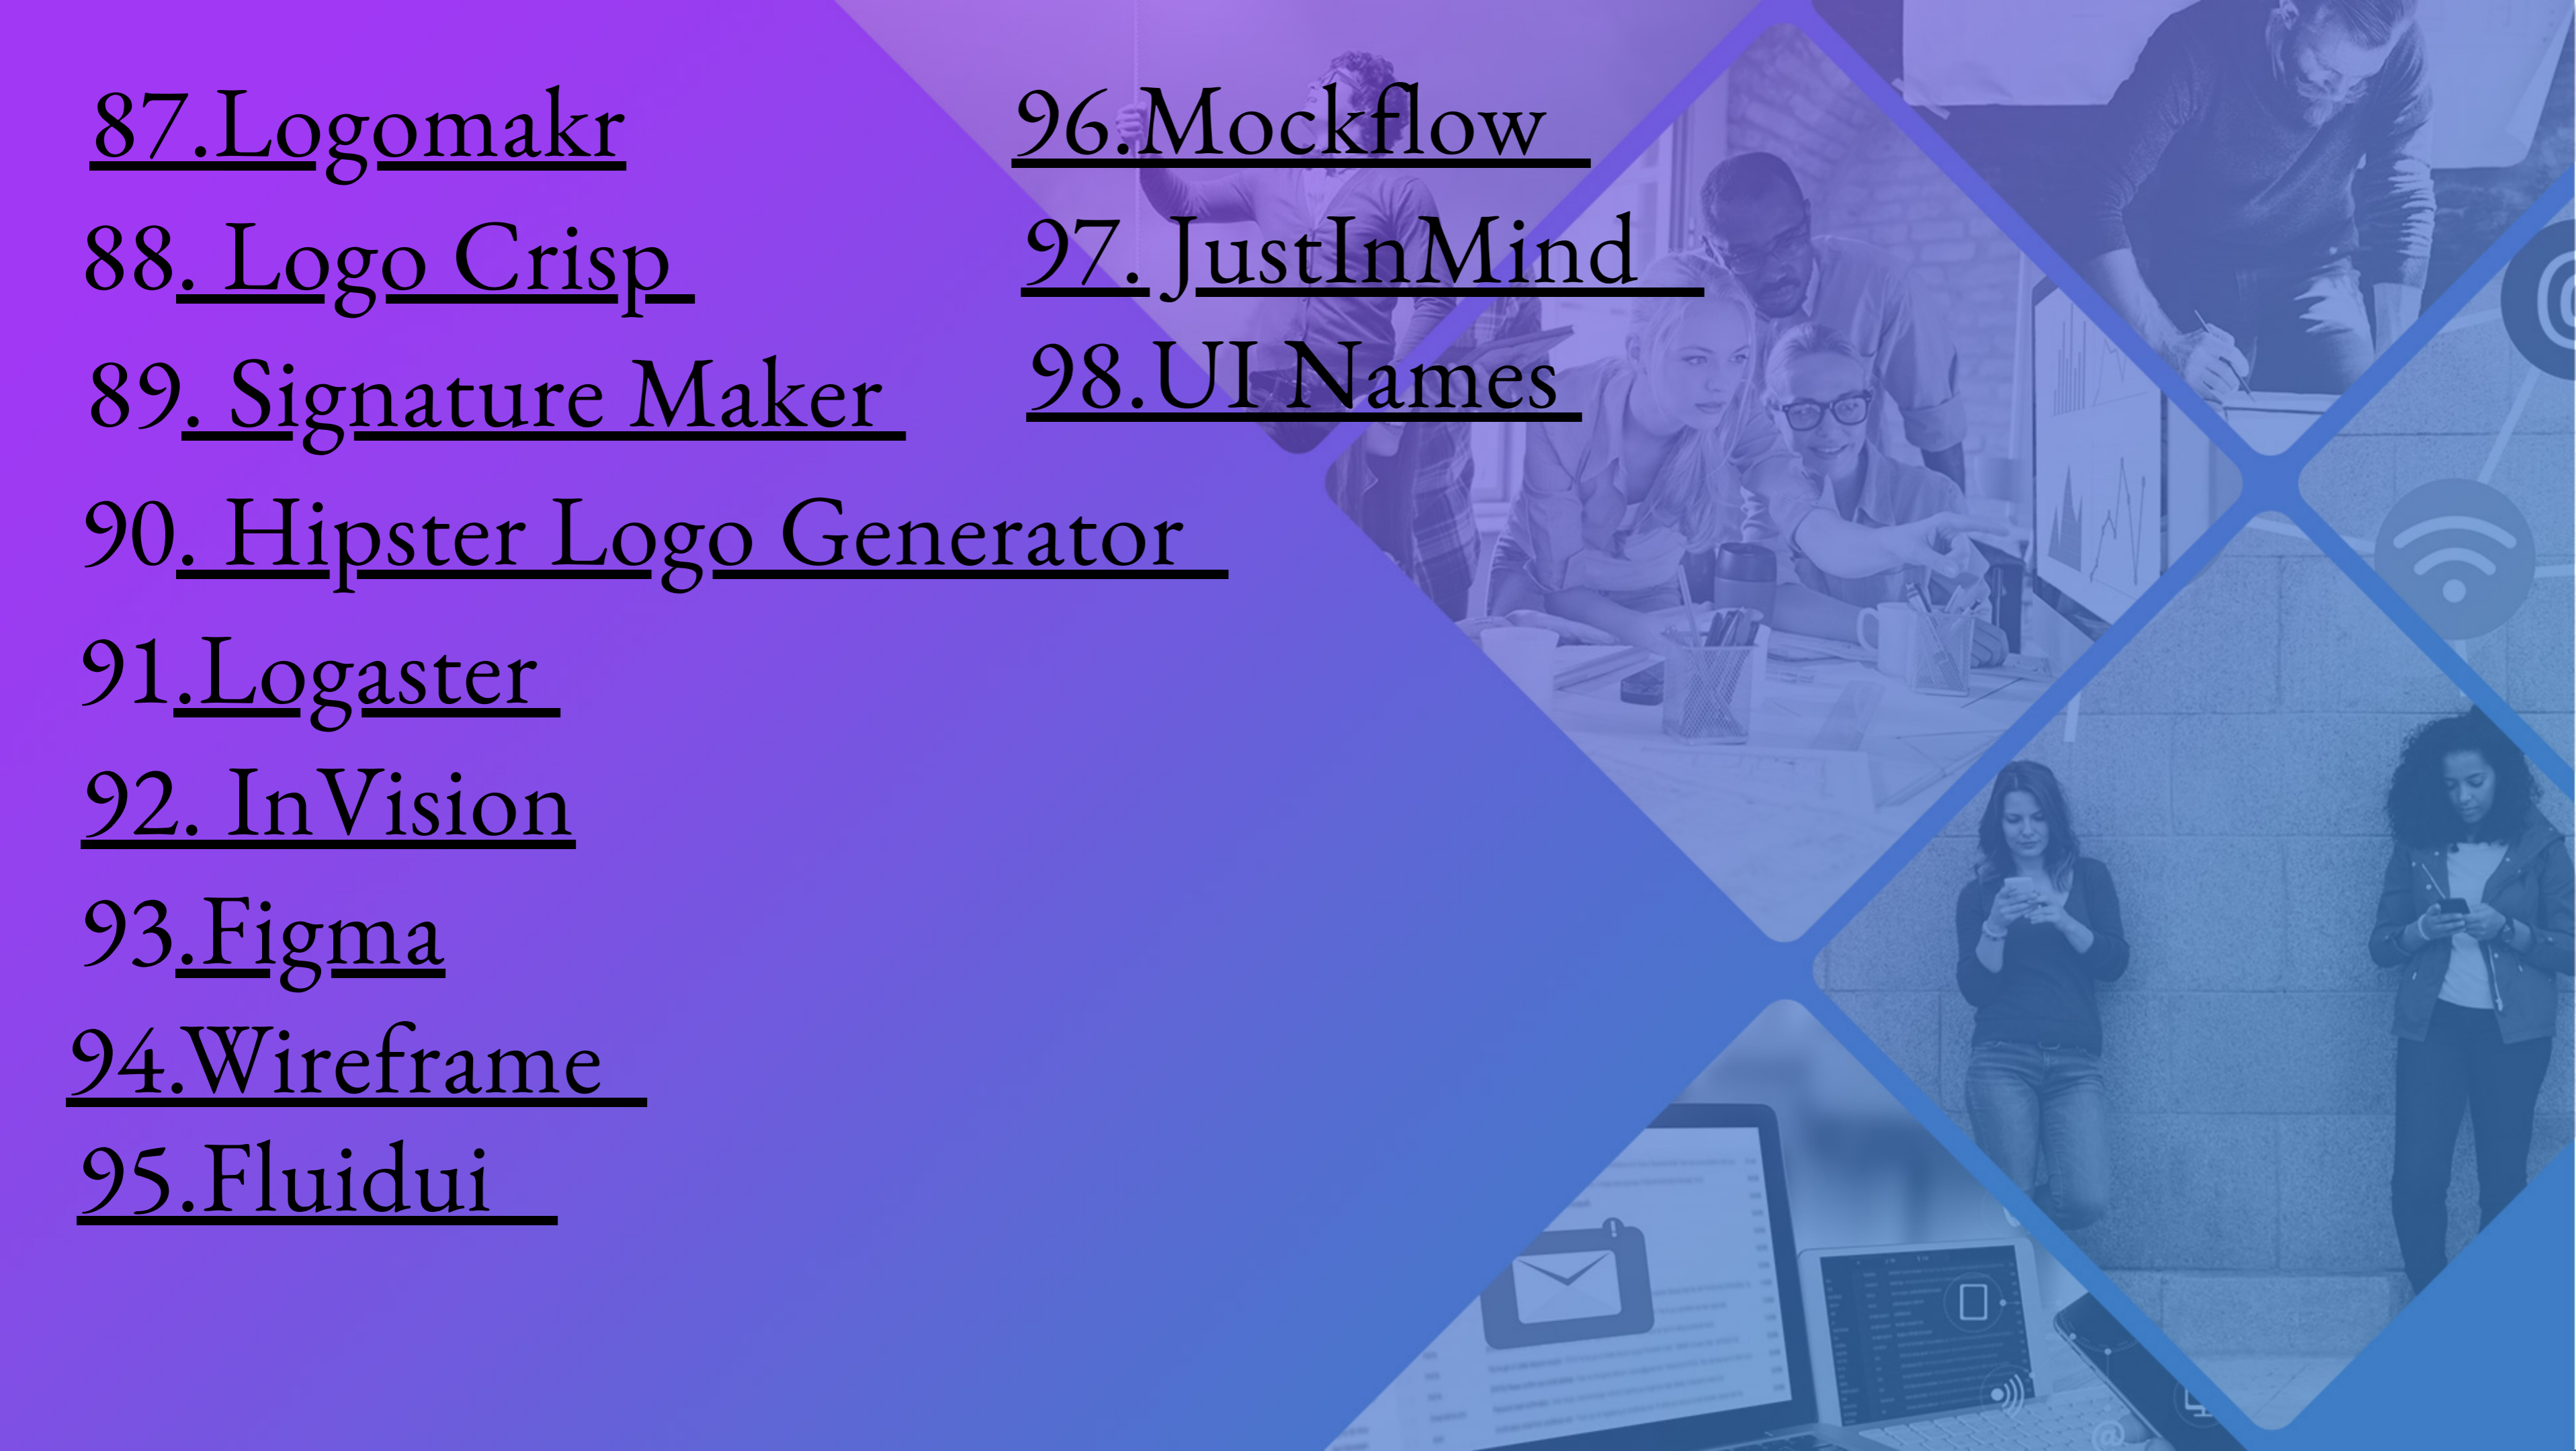 87.Logomakr
88. Logo Crisp
89. Signature Maker
90. Hipster Logo Generator
91.Logaster
92. InVision
93.Figma
94.Wireframe
95.Fluidui
96.Mockflow
97. JustInMind
98.UI Names